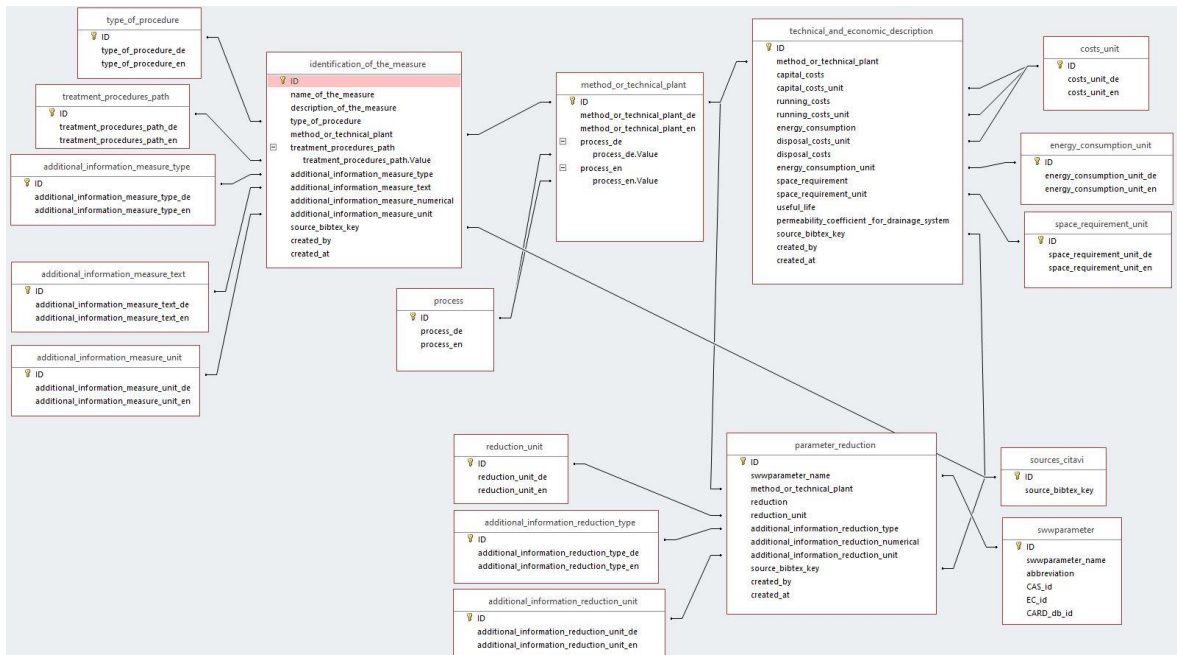 type_of_procedure
ID
type_of_procedure_de
type_of_procedure_en
treatment_procedures_path
ID
treatment_procedures_path_de
treatment_procedures_path_en
additional_information_measure_type
ID
additional_information_measure_type_de
additional_information_measure_type_en
additional_information_measure_text
ID
additional_information_measure_text_de
additional_information_measure_text_en
additional_information_measure_unit
ID
additional_information_measure_unit_de
additional_information_measure_unit_en
identification_of_the_measure
ID
name_of_the_measure
description_of_the_measure
type_of_procedure
method_or_technical_plant
treatment_procedures_path
treatment_procedures_path.Value
additional_information_measure_type
additional_information_measure_text
additional_information_measure_numerical
additional_information_measure_unit
source_bibtex_key
created_by
created_at
method_or_technical_plant
ID
method_or_technical_plant_de
method_or_technical_plant_en
process_de
process_de.Value
process_en
process_en.Value
process
ID
process_de
process_en
technical_and_economic_description
ID
method_or_technical_plant
capital_costs
capital_costs_unit
running_costs
running_costs_unit
energy_consumption
disposal_costs_unit
disposal_costs
energy_consumption_unit
space_requirement
space_requirement_unit
useful_life
permeability_coefficient _for_drainage_system
source_bibtex_key
created_by
created_at
costs_unit
ID
costs_unit_de
costs_unit_en
energy_consumption_unit
ID
energy_consumption_unit_de
energy_consumption_unit_en
space_requirement_unit
ID
space_requirement_unit_de
space_requirement_unit_en
reduction_unit
ID
reduction_unit_de
reduction_unit_en
additional_information_reduction_type
ID
additional_information_reduction_type_de
additional_information_reduction_type_en
additional_information_reduction_unit
ID
additional_information_reduction_unit_de
additional_information_reduction_unit_en
parameter_reduction
ID
swwparameter_name
method_or_technical_plant
reduction
reduction_unit
additional_information_reduction_type
additional_information_reduction_numerical
additional_information_reduction_unit
source_bibtex_key
created_by
created_at
sources_citavi
ID
source_bibtex_key
swwparameter
ID
swwparameter_name
abbreviation
CAS_id
EC_id
CARD_db_id